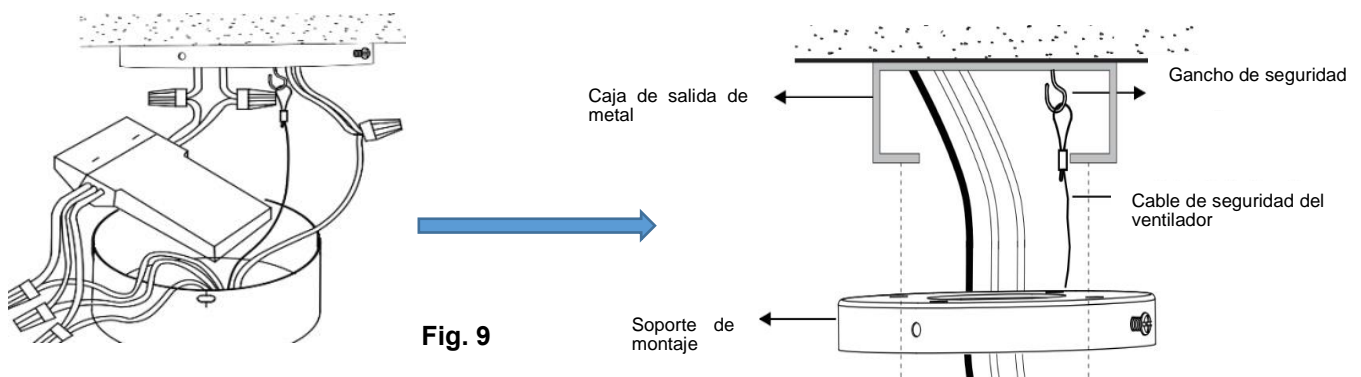 Caja de salida de
metal
Gancho de seguridad
Cable de seguridad del
ventilador
Soporte de
montaje
Fig. 9